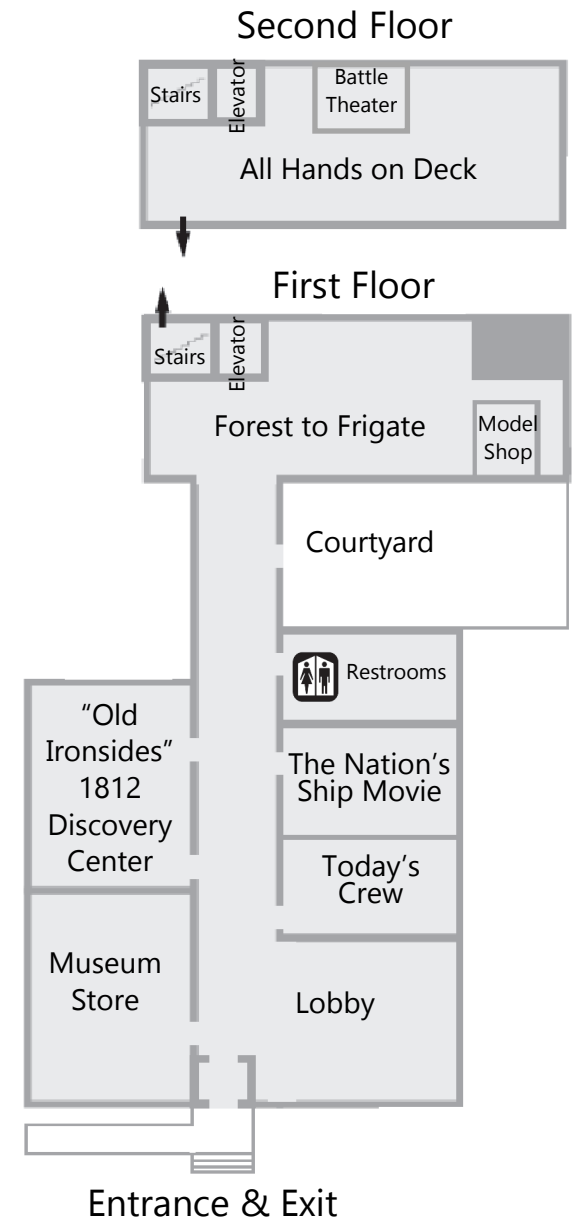 Second Floor
Stairs
Elevator
Battle
Theater
All Hands on Deck
First Floor
Stairs
Elevator
Forest to Frigate
Model
Shop
Courtyard
Restrooms
“Old
Ironsides”
1812
Discovery
Center
The Nation’s
Ship Movie
Today’s
Crew
Museum
Store
Lobby
Entrance & Exit